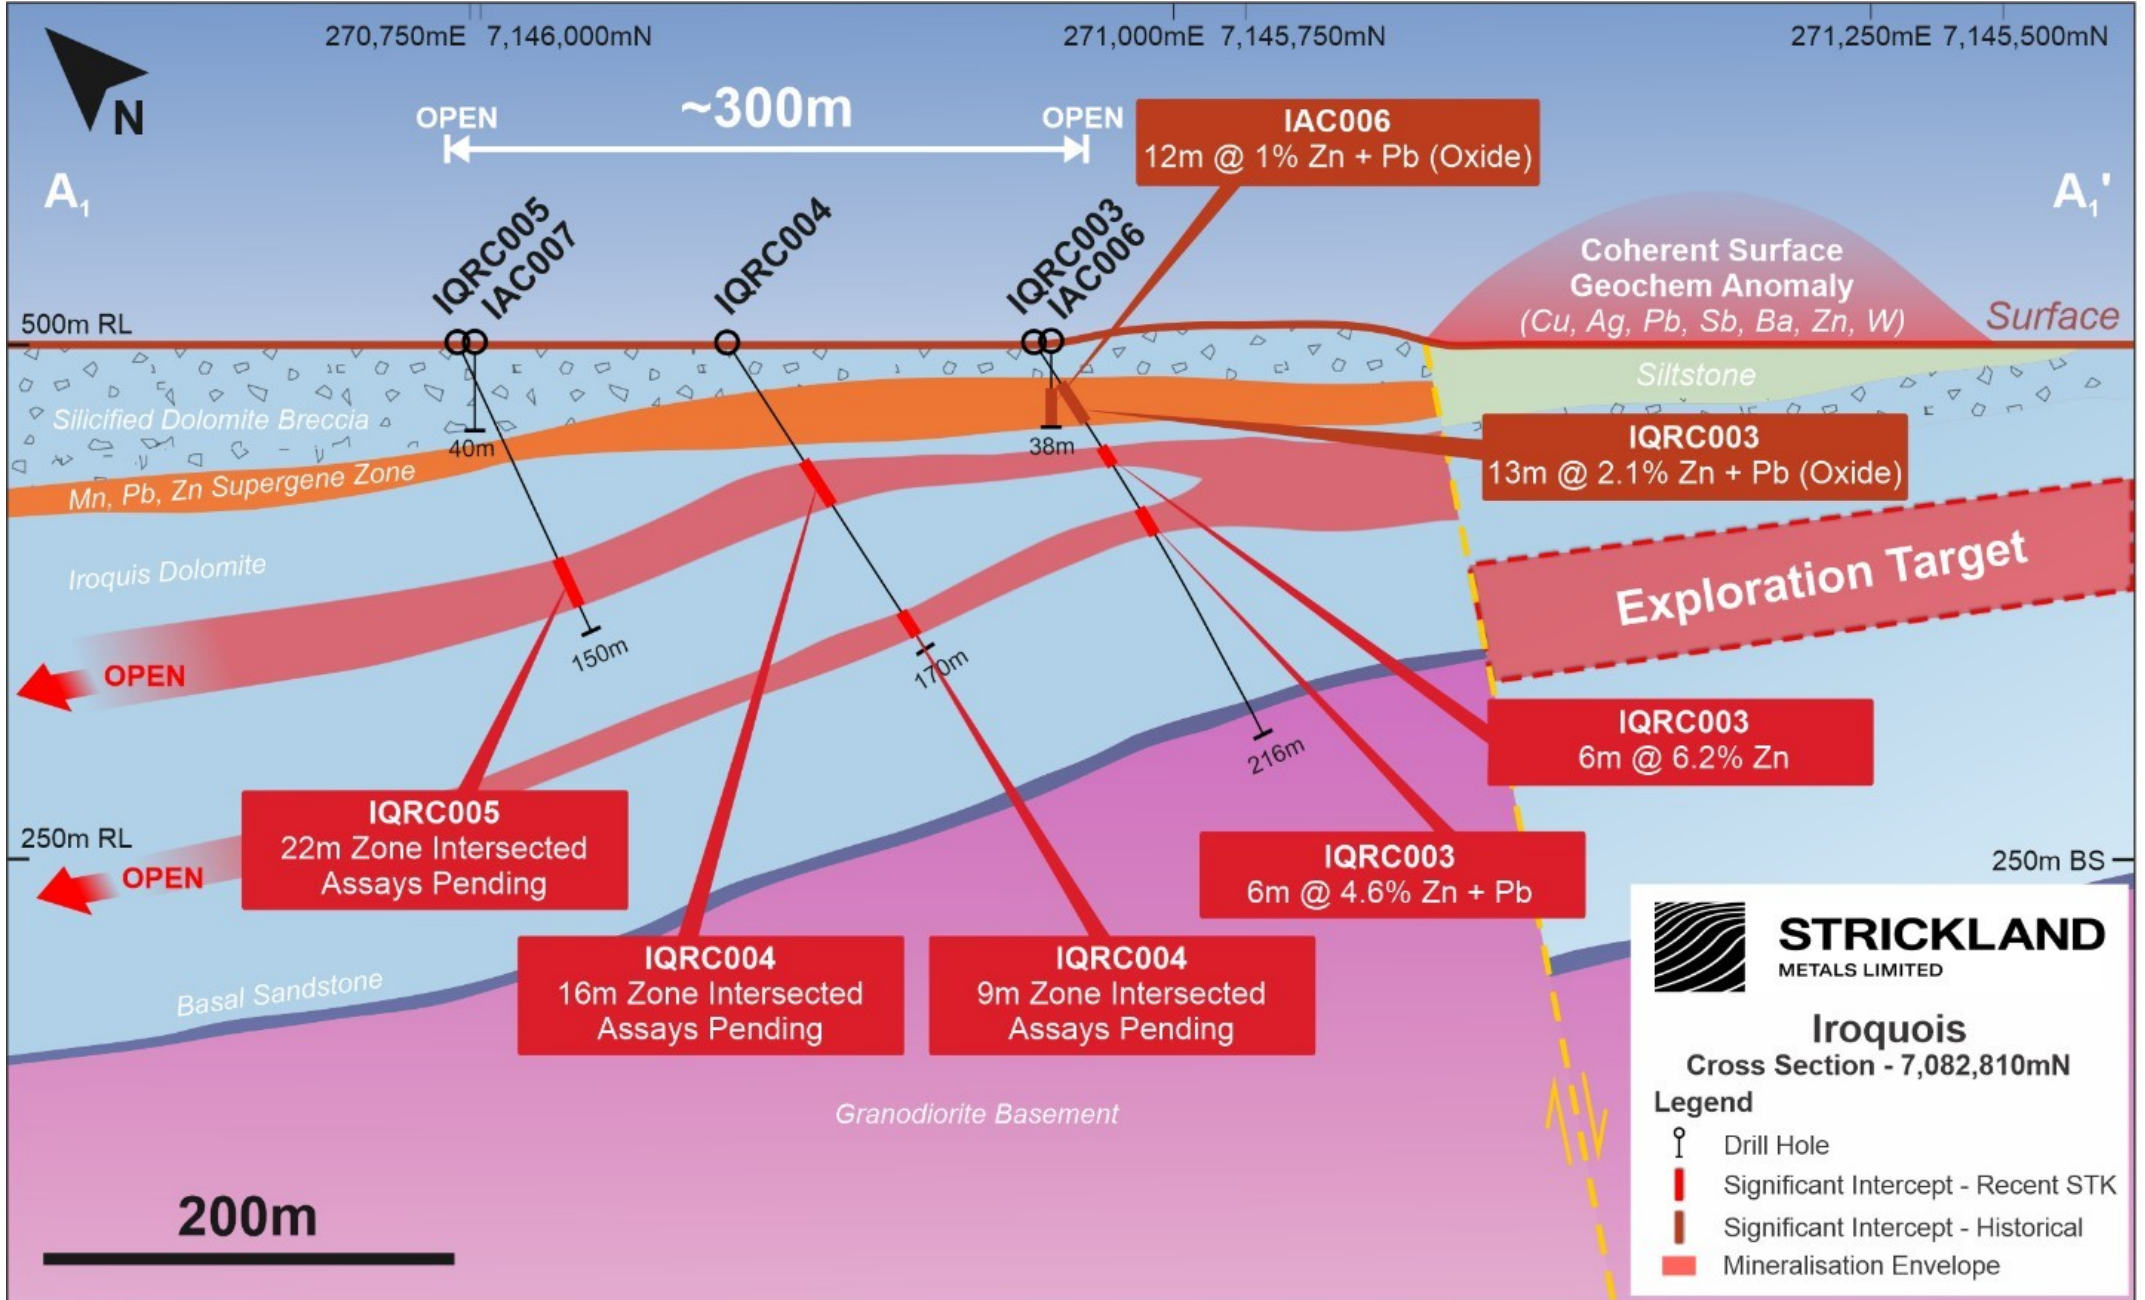 270,750mE 7,146,000mN
271,000mE 7,145,750mN
271,250mE 7,145,500mN
N
OPEN
~300m
OPEN
A1
A1'
IAC006
12m @ 1% Zn + Pb (Oxide)
IQRC005
IAC007
IQRC004
IQRC003
IAC006
Coherent Surface
Geochem Anomaly
(Cu, Ag, Pb, Sb, Ba, Zn, W)
Surface
500m RL
Siltstone
Silicified Dolomite Breccia
40m
38m
IQRC003
13m @ 2.1% Zn + Pb (Oxide)
Mn, Pb, Zn Supergene Zone
Iroquis Dolomite
Exploration Target
OPEN
150m
170m
216m
IQRC003
6m @ 6.2% Zn
IQRC005
22m Zone Intersected
Assays Pending
250m RL
OPEN
IQRC003
6m @ 4.6% Zn + Pb
250m BS
IQRC004
16m Zone Intersected
Assays Pending
IQRC004
9m Zone Intersected
Assays Pending
Basal Sandstone
Granodiorite Basement
200m
STRICKLAND
METALS LIMITED
Iroquois
Cross Section - 7,082,810mN
Legend
Drill Hole
Significant Intercept - Recent STK
Significant Intercept - Historical
Mineralisation Envelope